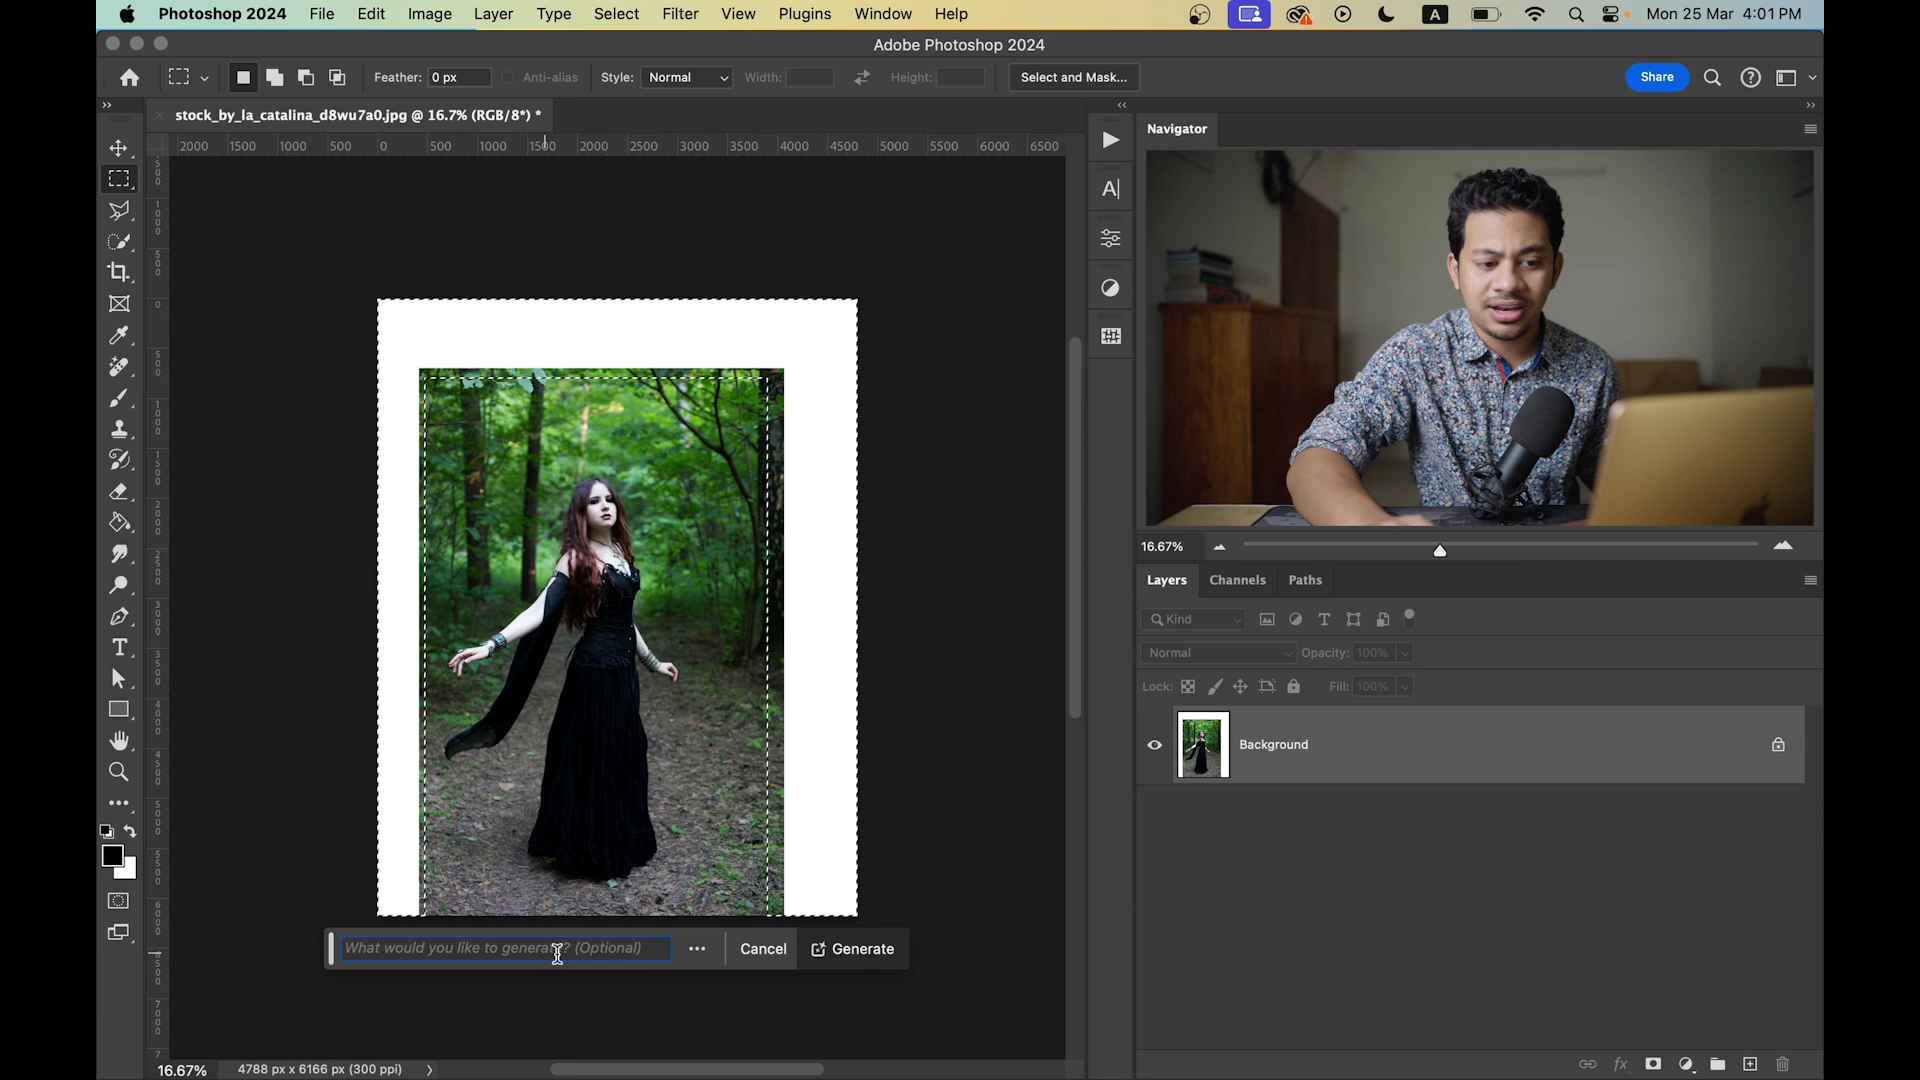 Photoshop 2024 File Edit Image Layer Type Select Filter View Plugins Window Help A Mon 25 Mar 4:01 PM
Adobe Photoshop 2024
Feather: 0 px Anti-alias Style: Normal Width: Height: Select and Mask... Share
stock_by_la_catalina_d8wu7a0.jpg @ 16.7% (RGB/8*) *
Navigator
2000 1500 1000 500 0 500 1000 1500 2000 2500 3000 3500 4000 4500 5000 5500 6000 6500
16.67%
Layers Channels Paths
Kind
Normal Opacity: 100%
Lock: Fill: 100%
Background
What would you like to generate? (Optional) ••• Cancel Generate
16.67% 4788 px x 6166 px (300 ppi)